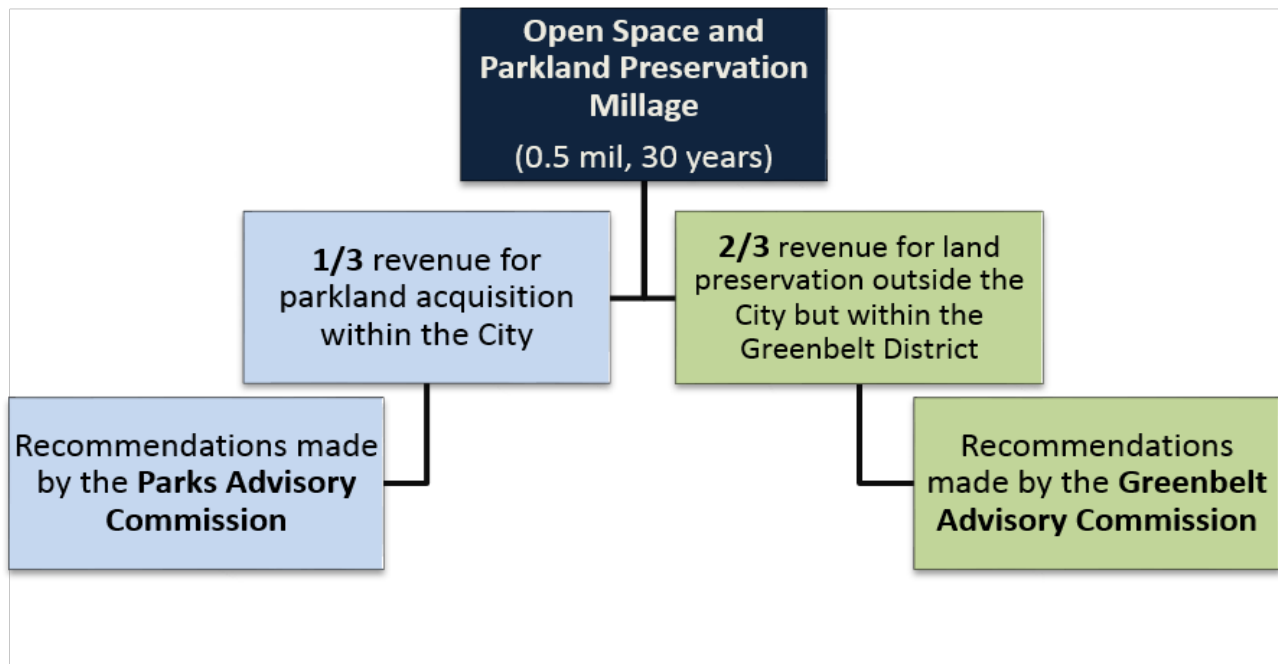 Open Space and
Parkland Preservation
Millage
(0.5 mil, 30 years)
1/3 revenue for
parkland acquisition
within the City
2/3 revenue for land
preservation outside the
City but within the
Greenbelt District
Recommendations made
by the Parks Advisory
Commission
Recommendations
made by the Greenbelt
Advisory Commission